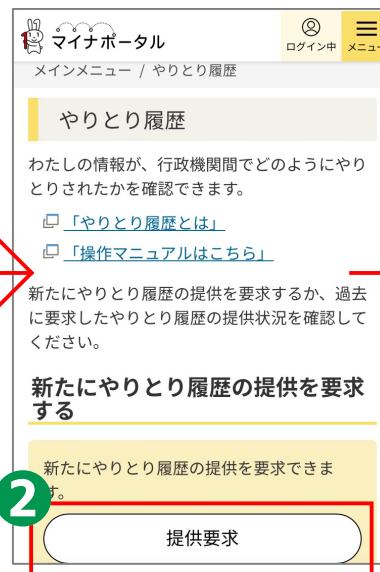 マイナポータル
ログイン中
メニュー
メインメニュー / やりとり履歴
やりとり履歴
わたしの情報が、行政機関間でどのようにやり
とりされたかを確認できます。
「やりとり履歴とは」
「操作マニュアルはこちら」
新たにやりとり履歴の提供を要求するか、過去
に要求したやりとり履歴の提供状況を確認して
ください。
新たにやりとり履歴の提供を要求
する
新たにやりとり履歴の提供を要求できま
す。
2
提供要求